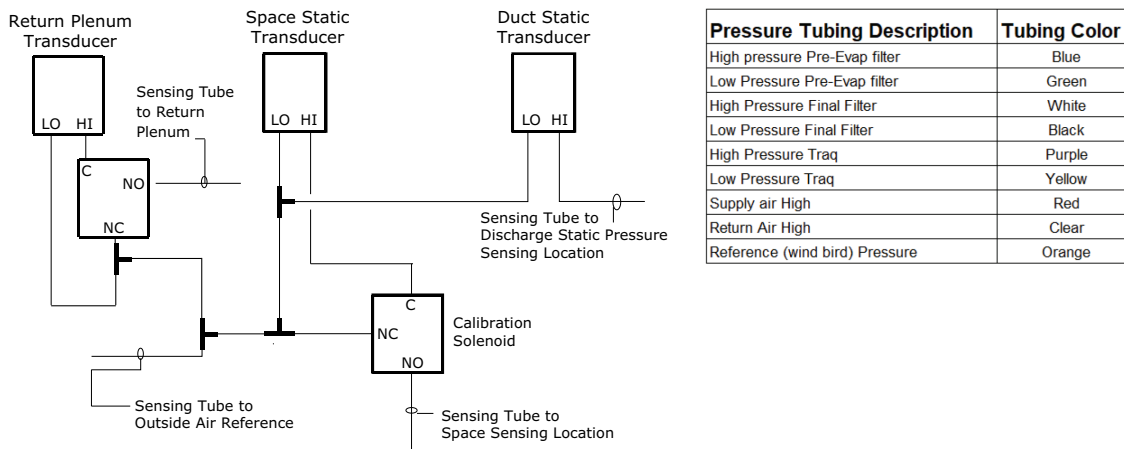 Return Plenum
Transducer
LO HI
Sensing Tube
to Return
Plenum
C
NO
NC
Space Static
Transducer
LO HI
Duct Static
Transducer
LO HI
Sensing Tube to
Discharge Static Pressure
Sensing Location
C
NC
NO
Calibration
Solenoid
Sensing Tube to
Outside Air Reference
Sensing Tube to
Space Sensing Location
Pressure Tubing Description Tubing Color
High pressure Pre-Evap filter Blue
Low Pressure Pre-Evap filter Green
High Pressure Final Filter White
Low Pressure Final Filter Black
High Pressure Traq Purple
Low Pressure Traq Yellow
Supply air High Red
Return Air High Clear
Reference (wind bird) Pressure Orange